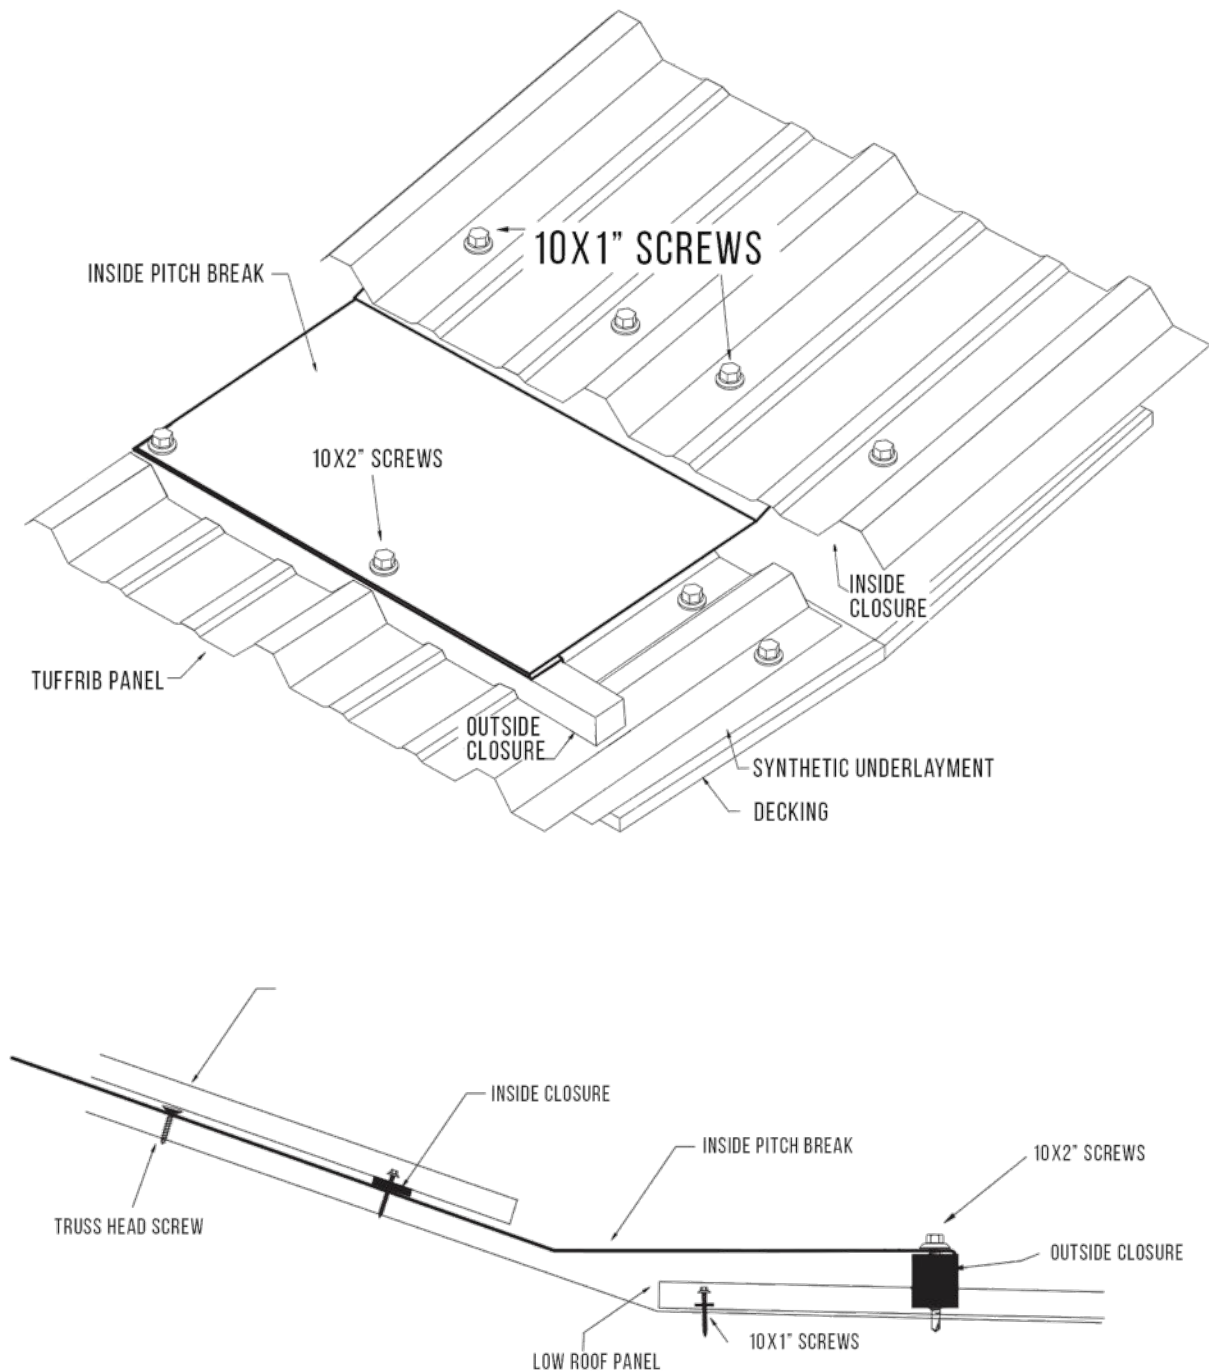 10X1" SCREWS
INSIDE PITCH BREAK
10X2" SCREWS
INSIDE
CLOSURE
TUFFRIB PANEL
OUTSIDE
CLOSURE
SYNTHETIC UNDERLAYMENT
DECKING
INSIDE CLOSURE
INSIDE PITCH BREAK
10X2" SCREWS
TRUSS HEAD SCREW
OUTSIDE CLOSURE
10X1" SCREWS
LOW ROOF PANEL